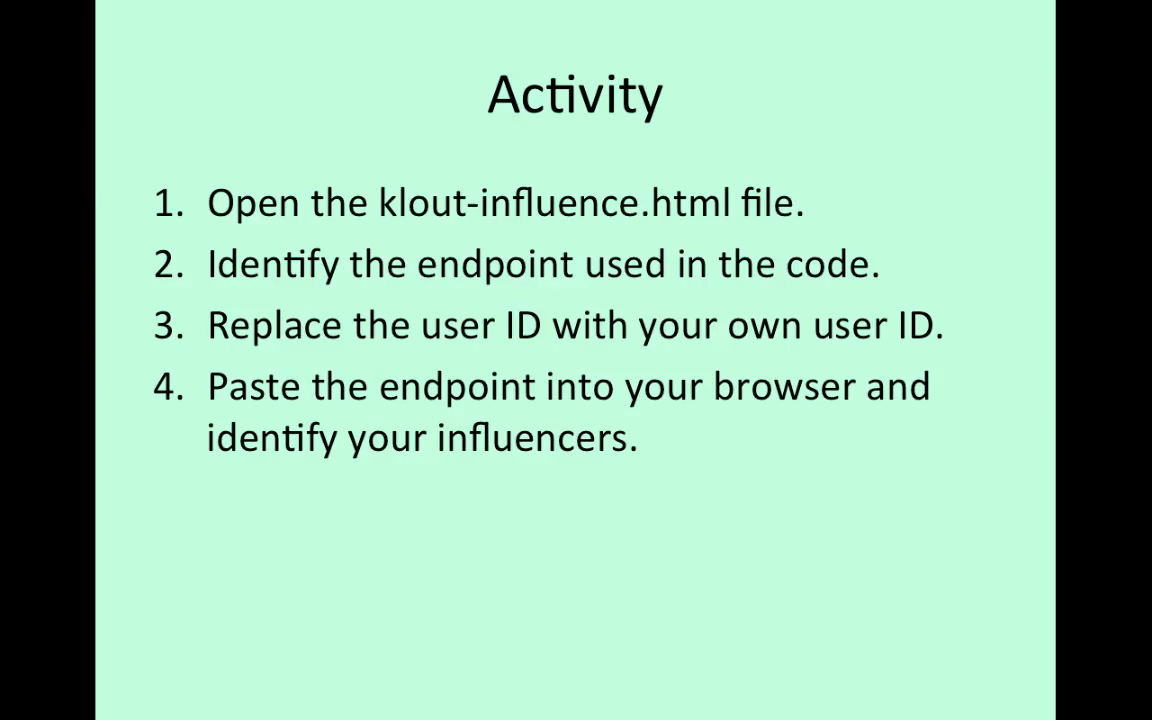 Activity
1. Open the klout-influence.html file.
2. Identify the endpoint used in the code.
3. Replace the user ID with your own user ID.
4. Paste the endpoint into your browser and
identify your influencers.